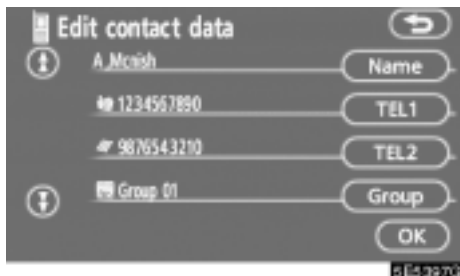 Edit contact data
A.Mcnish Name
1234567890 TEL1
9876543210 TEL2
Group 01 Group
OK